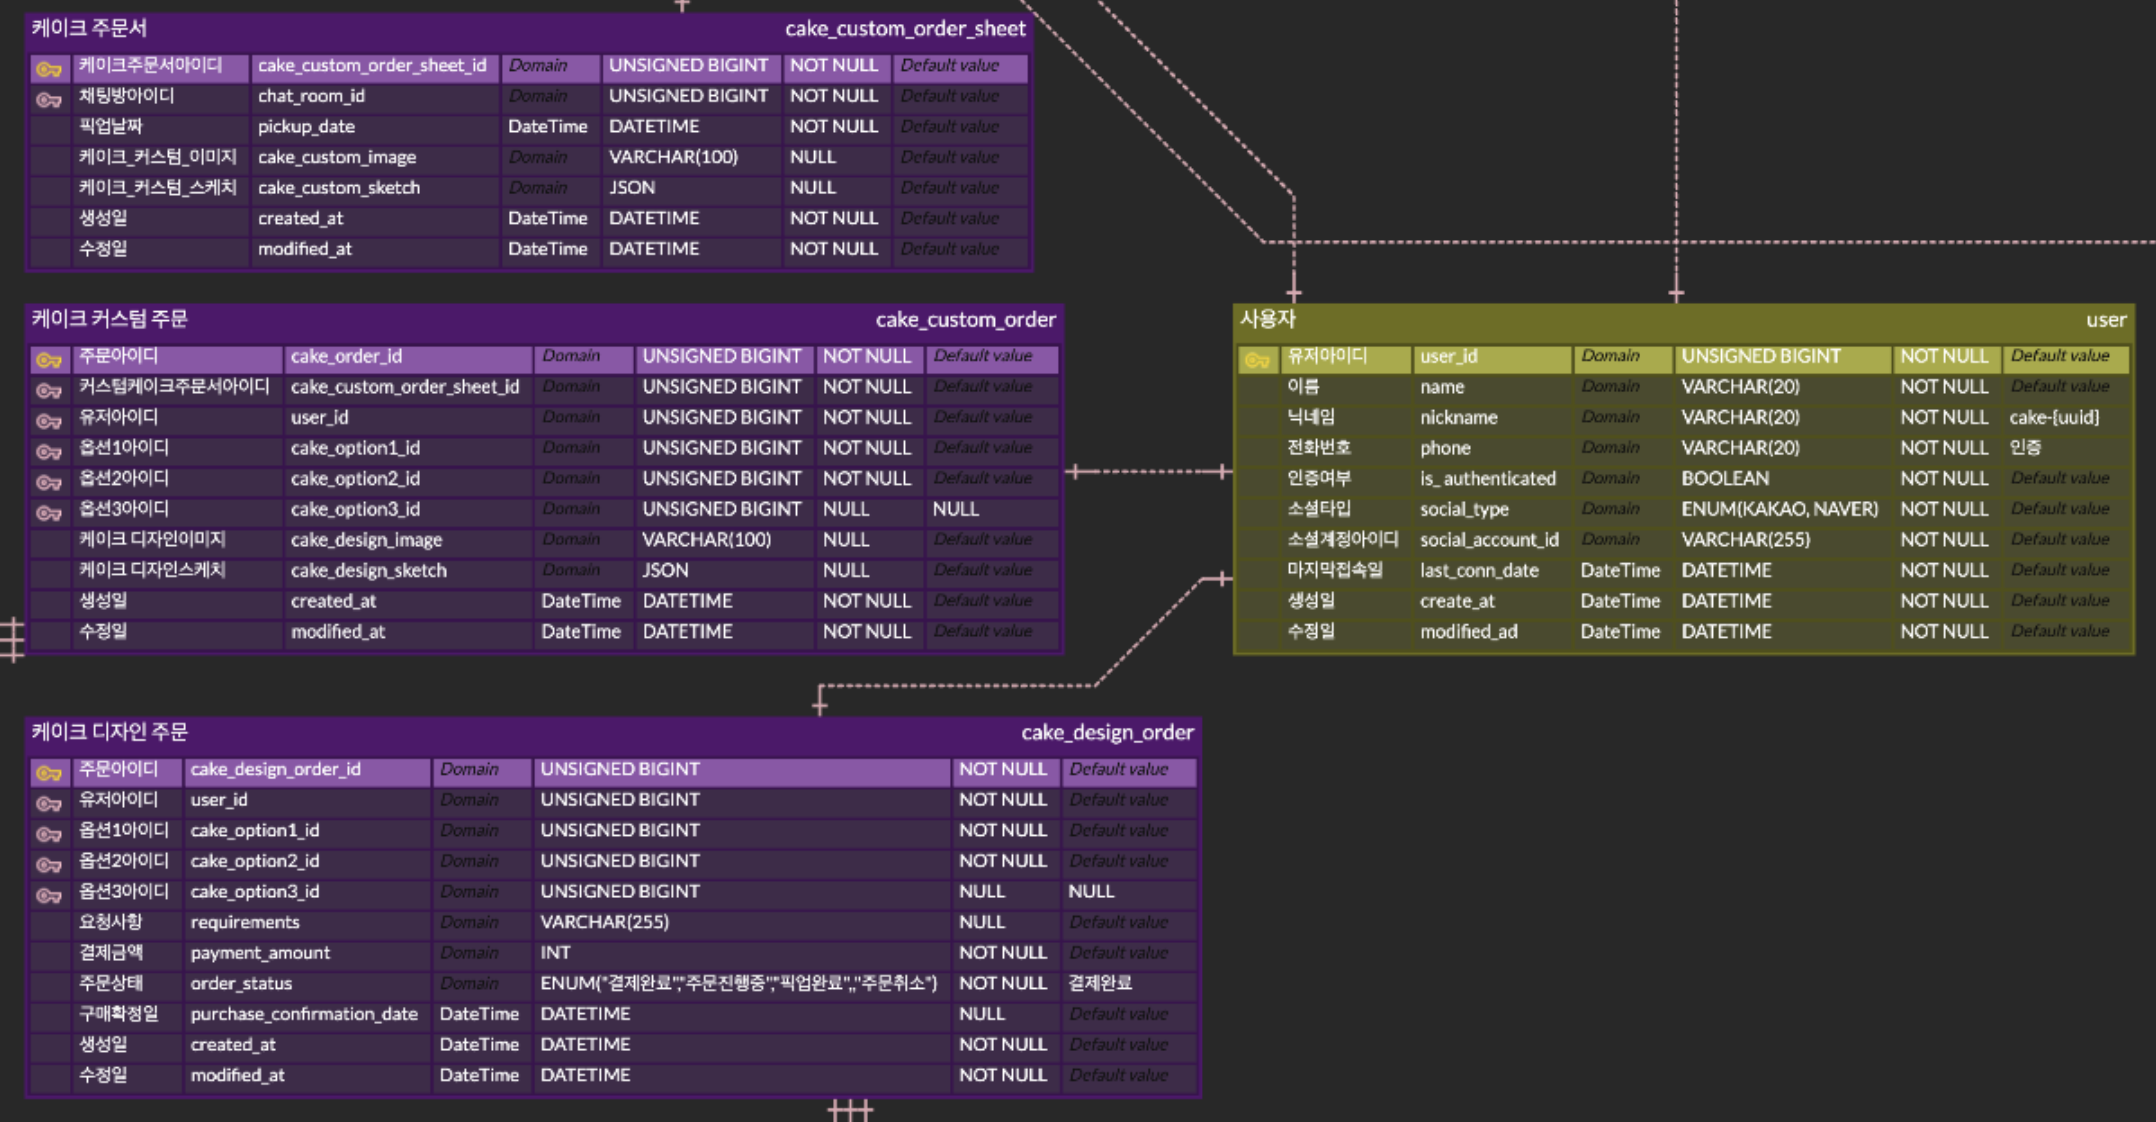 케이크 주문서 cake_custom_order_sheet
케이크주문서아이디 cake_custom_order_sheet_id Domain UNSIGNED BIGINT NOT NULL Default value
채팅방아이디 chat_room_id Domain UNSIGNED BIGINT NOT NULL Default value
픽업날짜 pickup_date DateTime DATETIME NOT NULL Default value
케이크_커스텀_이미지 cake_custom_image Domain VARCHAR(100) NULL Default value
케이크_커스텀_스케치 cake_custom_sketch Domain JSON NULL Default value
생성일 created_at DateTime DATETIME NOT NULL Default value
수정일 modified_at DateTime DATETIME NOT NULL Default value
케이크 커스텀 주문 cake_custom_order
주문아이디 cake_order_id Domain UNSIGNED BIGINT NOT NULL Default value
커스텀케이크주문서아이디 cake_custom_order_sheet_id Domain UNSIGNED BIGINT NOT NULL Default value
유저아이디 user_id Domain UNSIGNED BIGINT NOT NULL Default value
옵션1아이디 cake_option1_id Domain UNSIGNED BIGINT NOT NULL Default value
옵션2아이디 cake_option2_id Domain UNSIGNED BIGINT NOT NULL Default value
옵션3아이디 cake_option3_id Domain UNSIGNED BIGINT NULL NULL
케이크 디자인이미지 cake_design_image Domain VARCHAR(100) NULL Default value
케이크 디자인스케치 cake_design_sketch Domain JSON NULL Default value
생성일 created_at DateTime DATETIME NOT NULL Default value
수정일 modified_at DateTime DATETIME NOT NULL Default value
사용자 user
유저아이디 user_id Domain UNSIGNED BIGINT NOT NULL Default value
이름 name Domain VARCHAR(20) NOT NULL Default value
닉네임 nickname Domain VARCHAR(20) NOT NULL cake-{uuid}
전화번호 phone Domain VARCHAR(20) NOT NULL 인증
인증여부 is_ authenticated Domain BOOLEAN NOT NULL Default value
소셜타입 social_type Domain ENUM(KAKAO, NAVER) NOT NULL Default value
소셜계정아이디 social_account_id Domain VARCHAR(255) NOT NULL Default value
마지막접속일 last_conn_date DateTime DATETIME NOT NULL Default value
생성일 create_at DateTime DATETIME NOT NULL Default value
수정일 modified_ad DateTime DATETIME NOT NULL Default value
케이크 디자인 주문 cake_design_order
주문아이디 cake_design_order_id Domain UNSIGNED BIGINT NOT NULL Default value
유저아이디 user_id Domain UNSIGNED BIGINT NOT NULL Default value
옵션1아이디 cake_option1_id Domain UNSIGNED BIGINT NOT NULL Default value
옵션2아이디 cake_option2_id Domain UNSIGNED BIGINT NOT NULL Default value
옵션3아이디 cake_option3_id Domain UNSIGNED BIGINT NULL NULL
요청사항 requirements Domain VARCHAR(255) NULL Default value
결제금액 payment_amount Domain INT NOT NULL Default value
주문상태 order_status Domain ENUM("결제완료","주문진행중","픽업완료",,"주문취소") NOT NULL 결제완료
구매확정일 purchase_confirmation_date DateTime DATETIME NULL Default value
생성일 created_at DateTime DATETIME NOT NULL Default value
수정일 modified_at DateTime DATETIME NOT NULL Default value